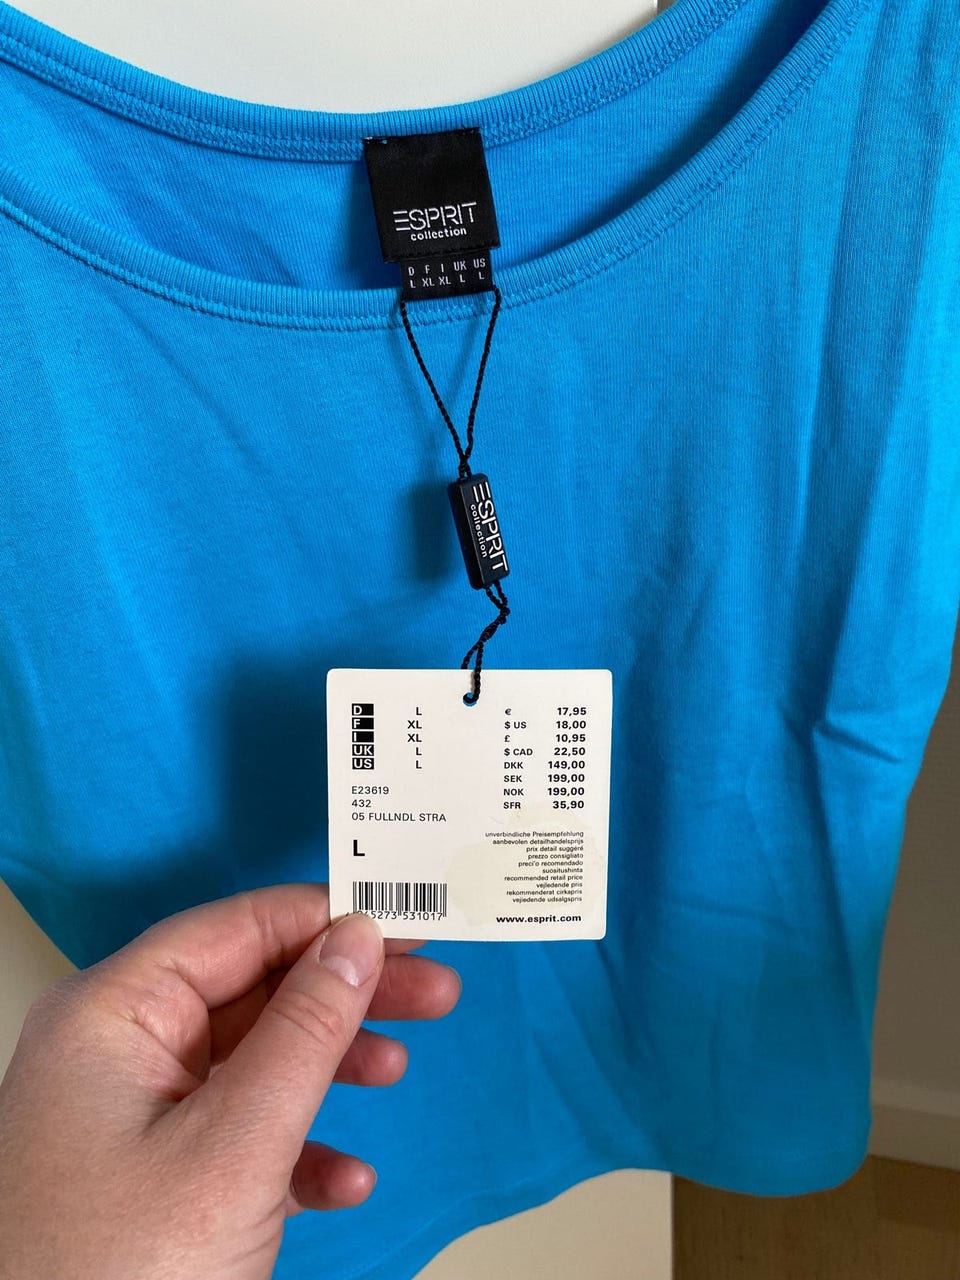 ESPRIT
collection
D F I UK US
L XL XL L L
ESPRIT
collection
D L
F XL
I XL
UK L
US L
€ 17,95
$ US 18,00
£ 10,95
$ CAD 22,50
DKK 149,00
SEK 199,00
NOK 199,00
SFR 35,90
E23619
432
05 FULLNDL STRA
L
unverbindliche Preisempfehlung
aanbevolen detailhandelsprijs
prix detail suggéré
prezzo consigliato
preci'o recomendado
suositushinta
recommended retail price
vejledende pris
rekommenderat cirkapris
vejledende udsalgspris
www.esprit.com
45273 531017